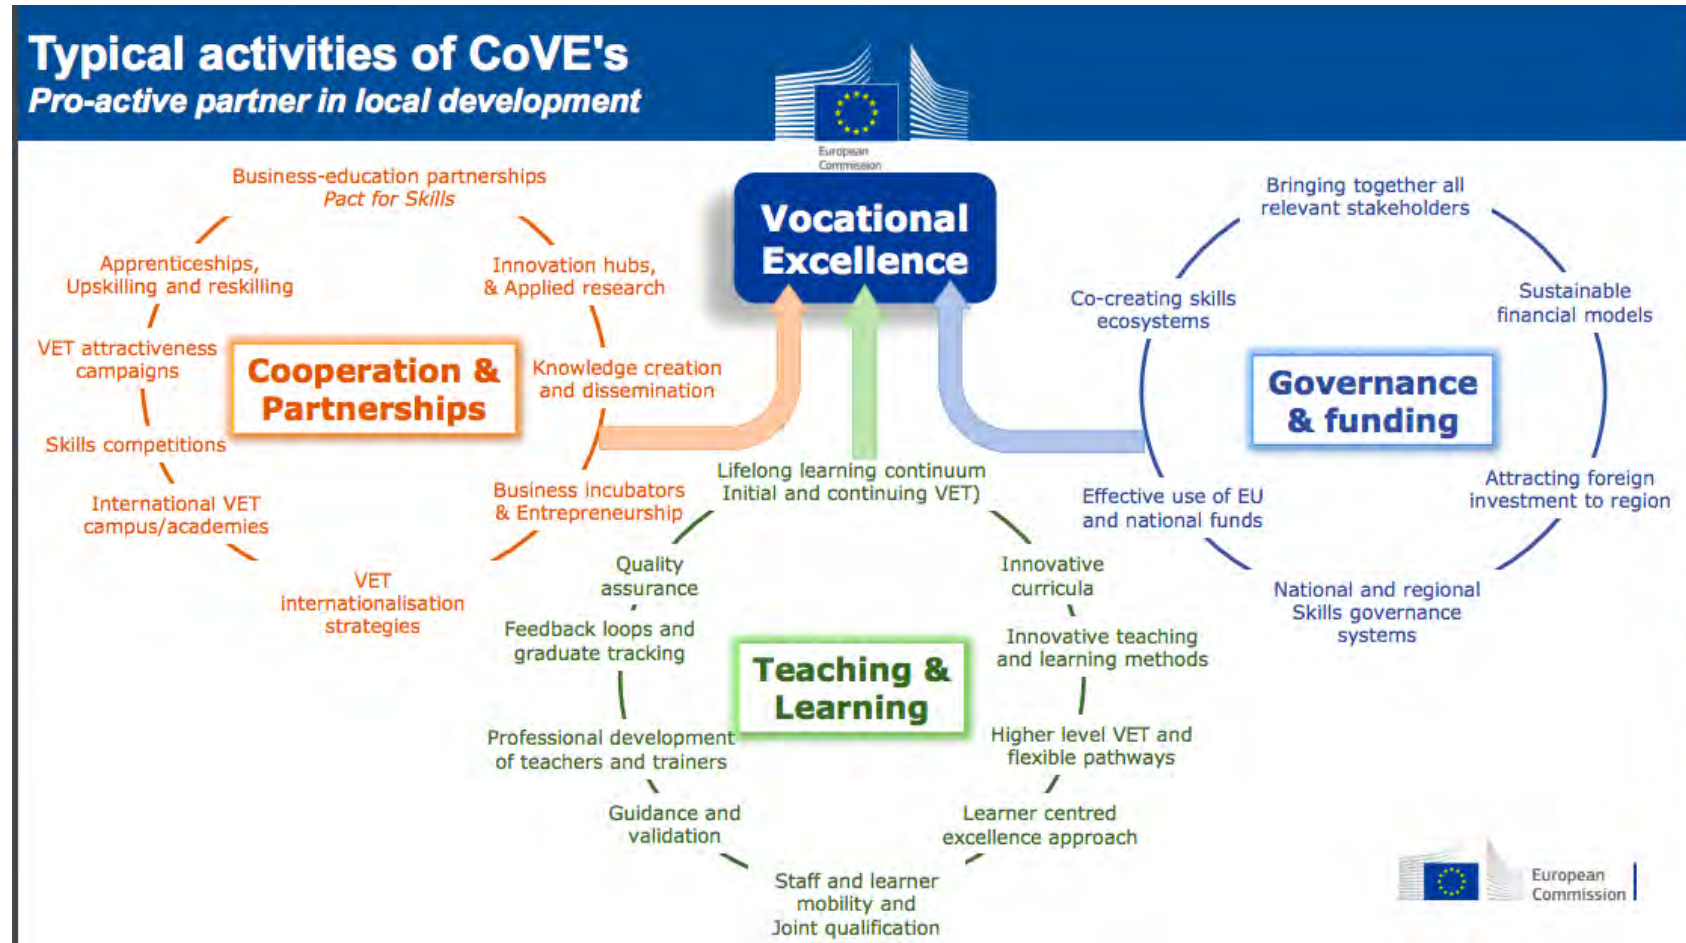 Typical activities of CoVE's
Pro-active partner in local development
European
Commission
Vocational
Excellence
Business-education partnerships
Pact for Skills
Apprenticeships,
Upskilling and reskilling
Innovation hubs,
& Applied research
VET attractiveness
campaigns
Cooperation &
Partnerships
Knowledge creation
and dissemination
Skills competitions
International VET
campus/academies
Business incubators
& Entrepreneurship
VET
internationalisation
strategies
Lifelong learning continuum
Initial and continuing VET)
Quality
assurance
Innovative
curricula
Feedback loops and
graduate tracking
Innovative teaching
and learning methods
Teaching &
Learning
Professional development
of teachers and trainers
Higher level VET and
flexible pathways
Guidance and
validation
Learner centred
excellence approach
Staff and learner
mobility and
Joint qualification
Bringing together all
relevant stakeholders
Co-creating skills
ecosystems
Sustainable
financial models
Governance
& funding
Effective use of EU
and national funds
Attracting foreign
investment to region
National and regional
Skills governance
systems
European
Commission